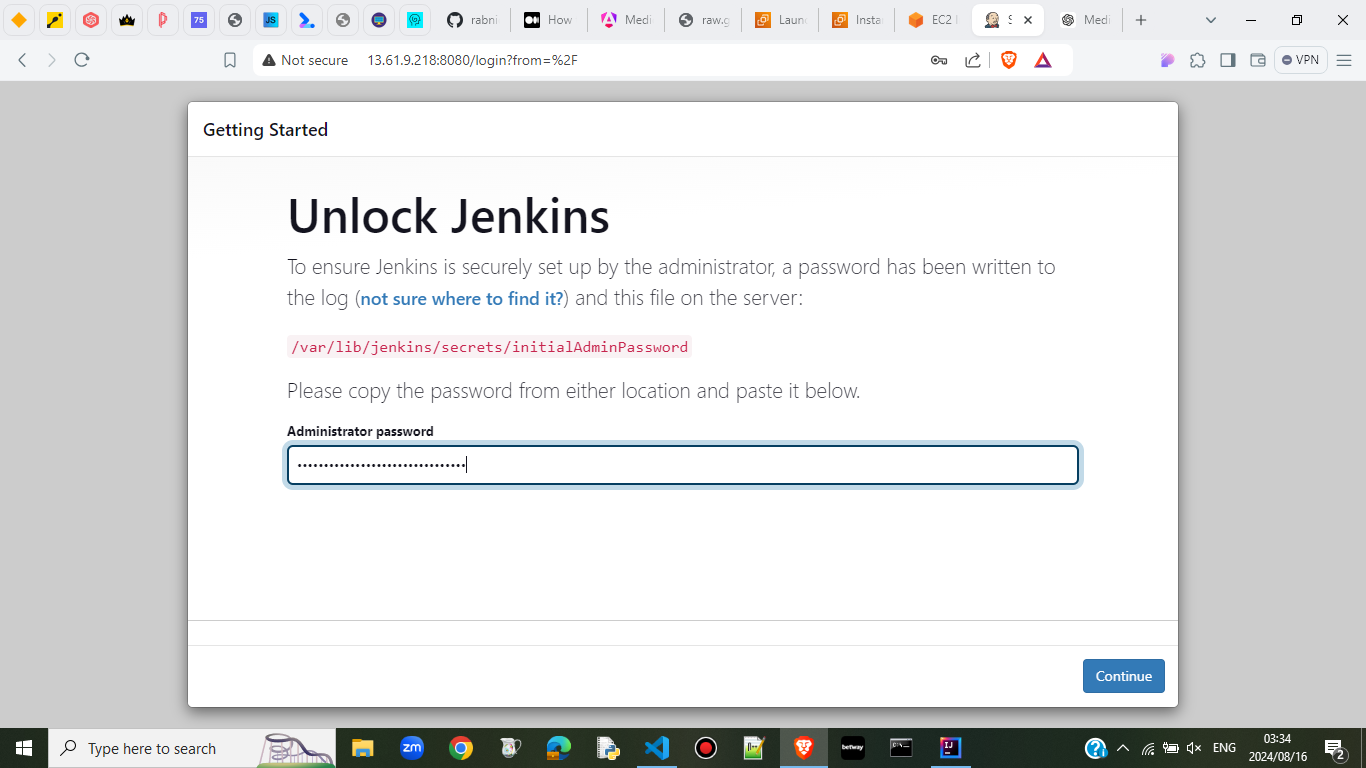 75
JS
rabni
How
Medi
raw.g
Laun
Insta
EC2 I
S
Medi
Not secure
13.61.9.218:8080/login?from=%2F
VPN
Getting Started
Unlock Jenkins
To ensure Jenkins is securely set up by the administrator, a password has been written to
the log (not sure where to find it?) and this file on the server:
/var/lib/jenkins/secrets/initialAdminPassword
Please copy the password from either location and paste it below.
Administrator password
Continue
Type here to search
zm
betway
IJ
ENG
03:34
2024/08/16
2